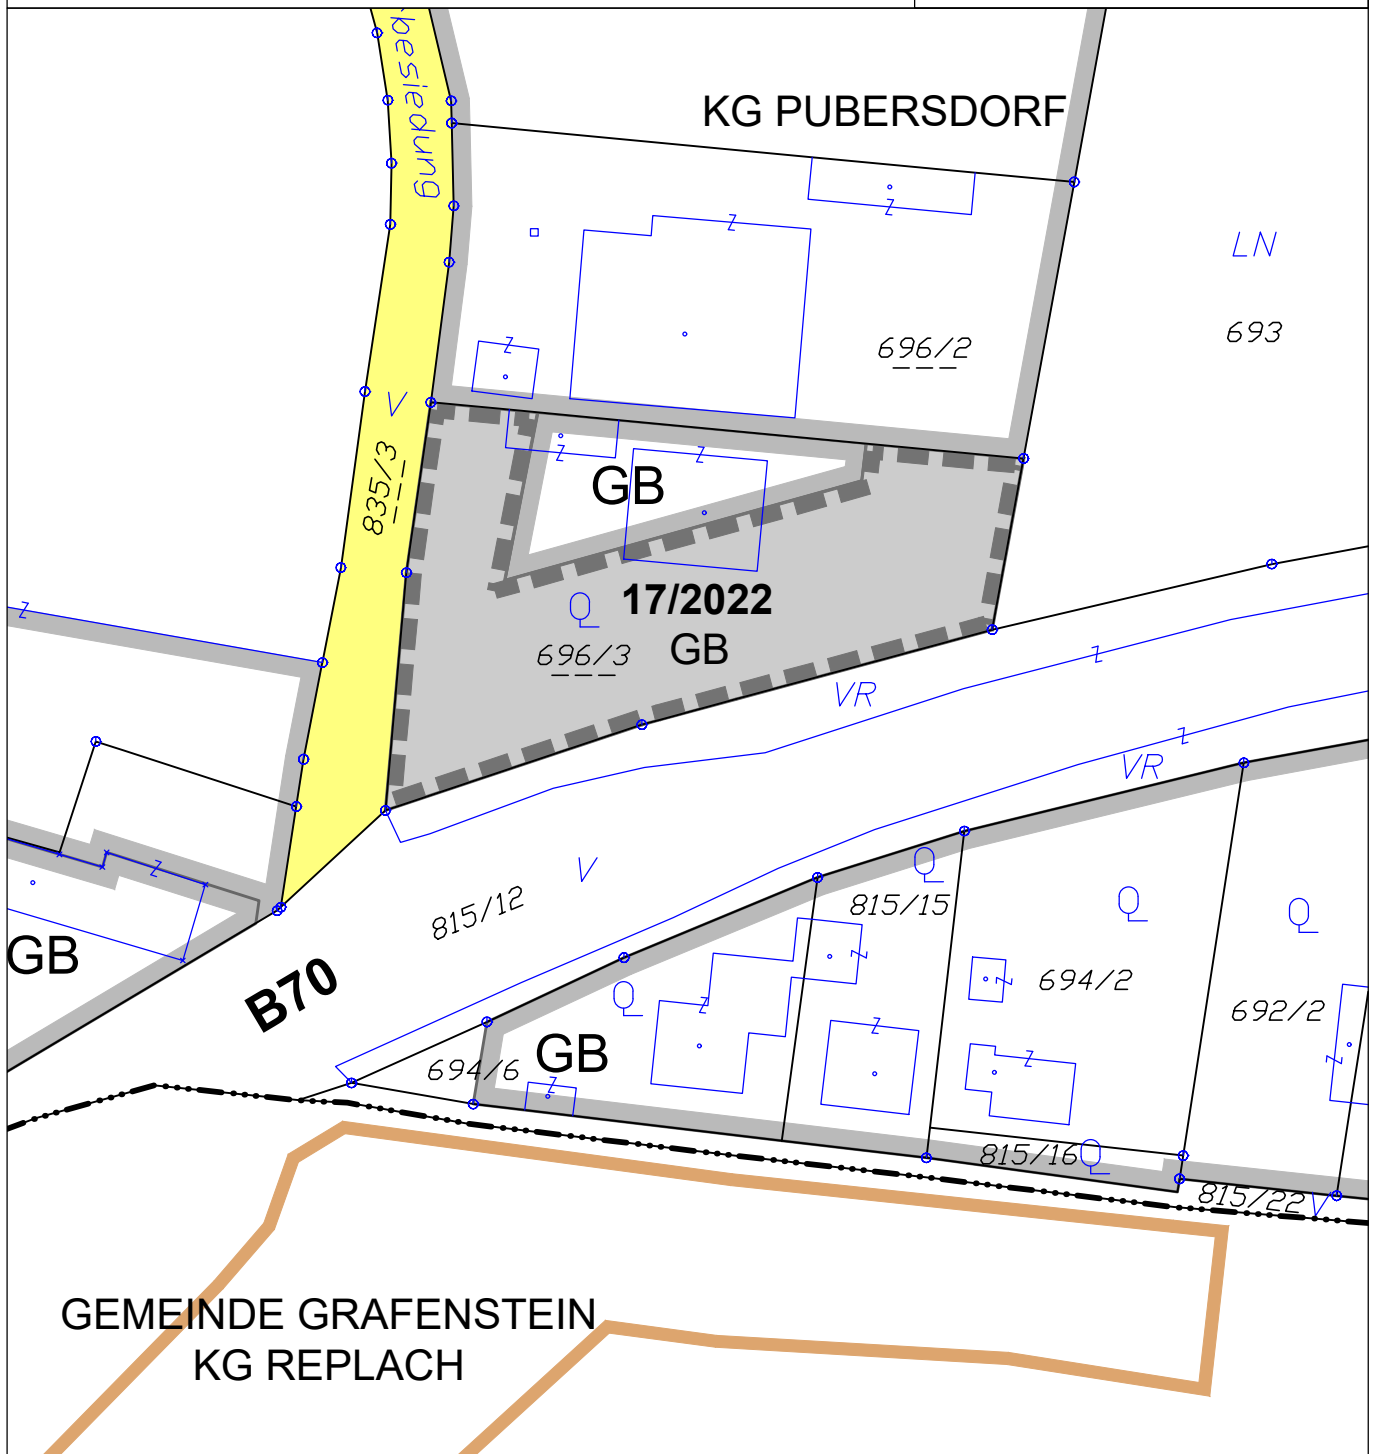 besiedung
KG PUBERSDORF
Z
Z
LN
693
Z
Z
696/2
V
835/3
Z
Z
GB
17/2022
Q
GB
696/3
Z
Z
VR
Z
VR
Z
V
Q
815/15
815/12
Q
Q
GB
B70
Z
694/2
Z
692/2
Q
Z
Z
GB
694/6
Z
Z
Z
815/16
Q
815/22
V
GEMEINDE GRAFENSTEIN
KG REPLACH